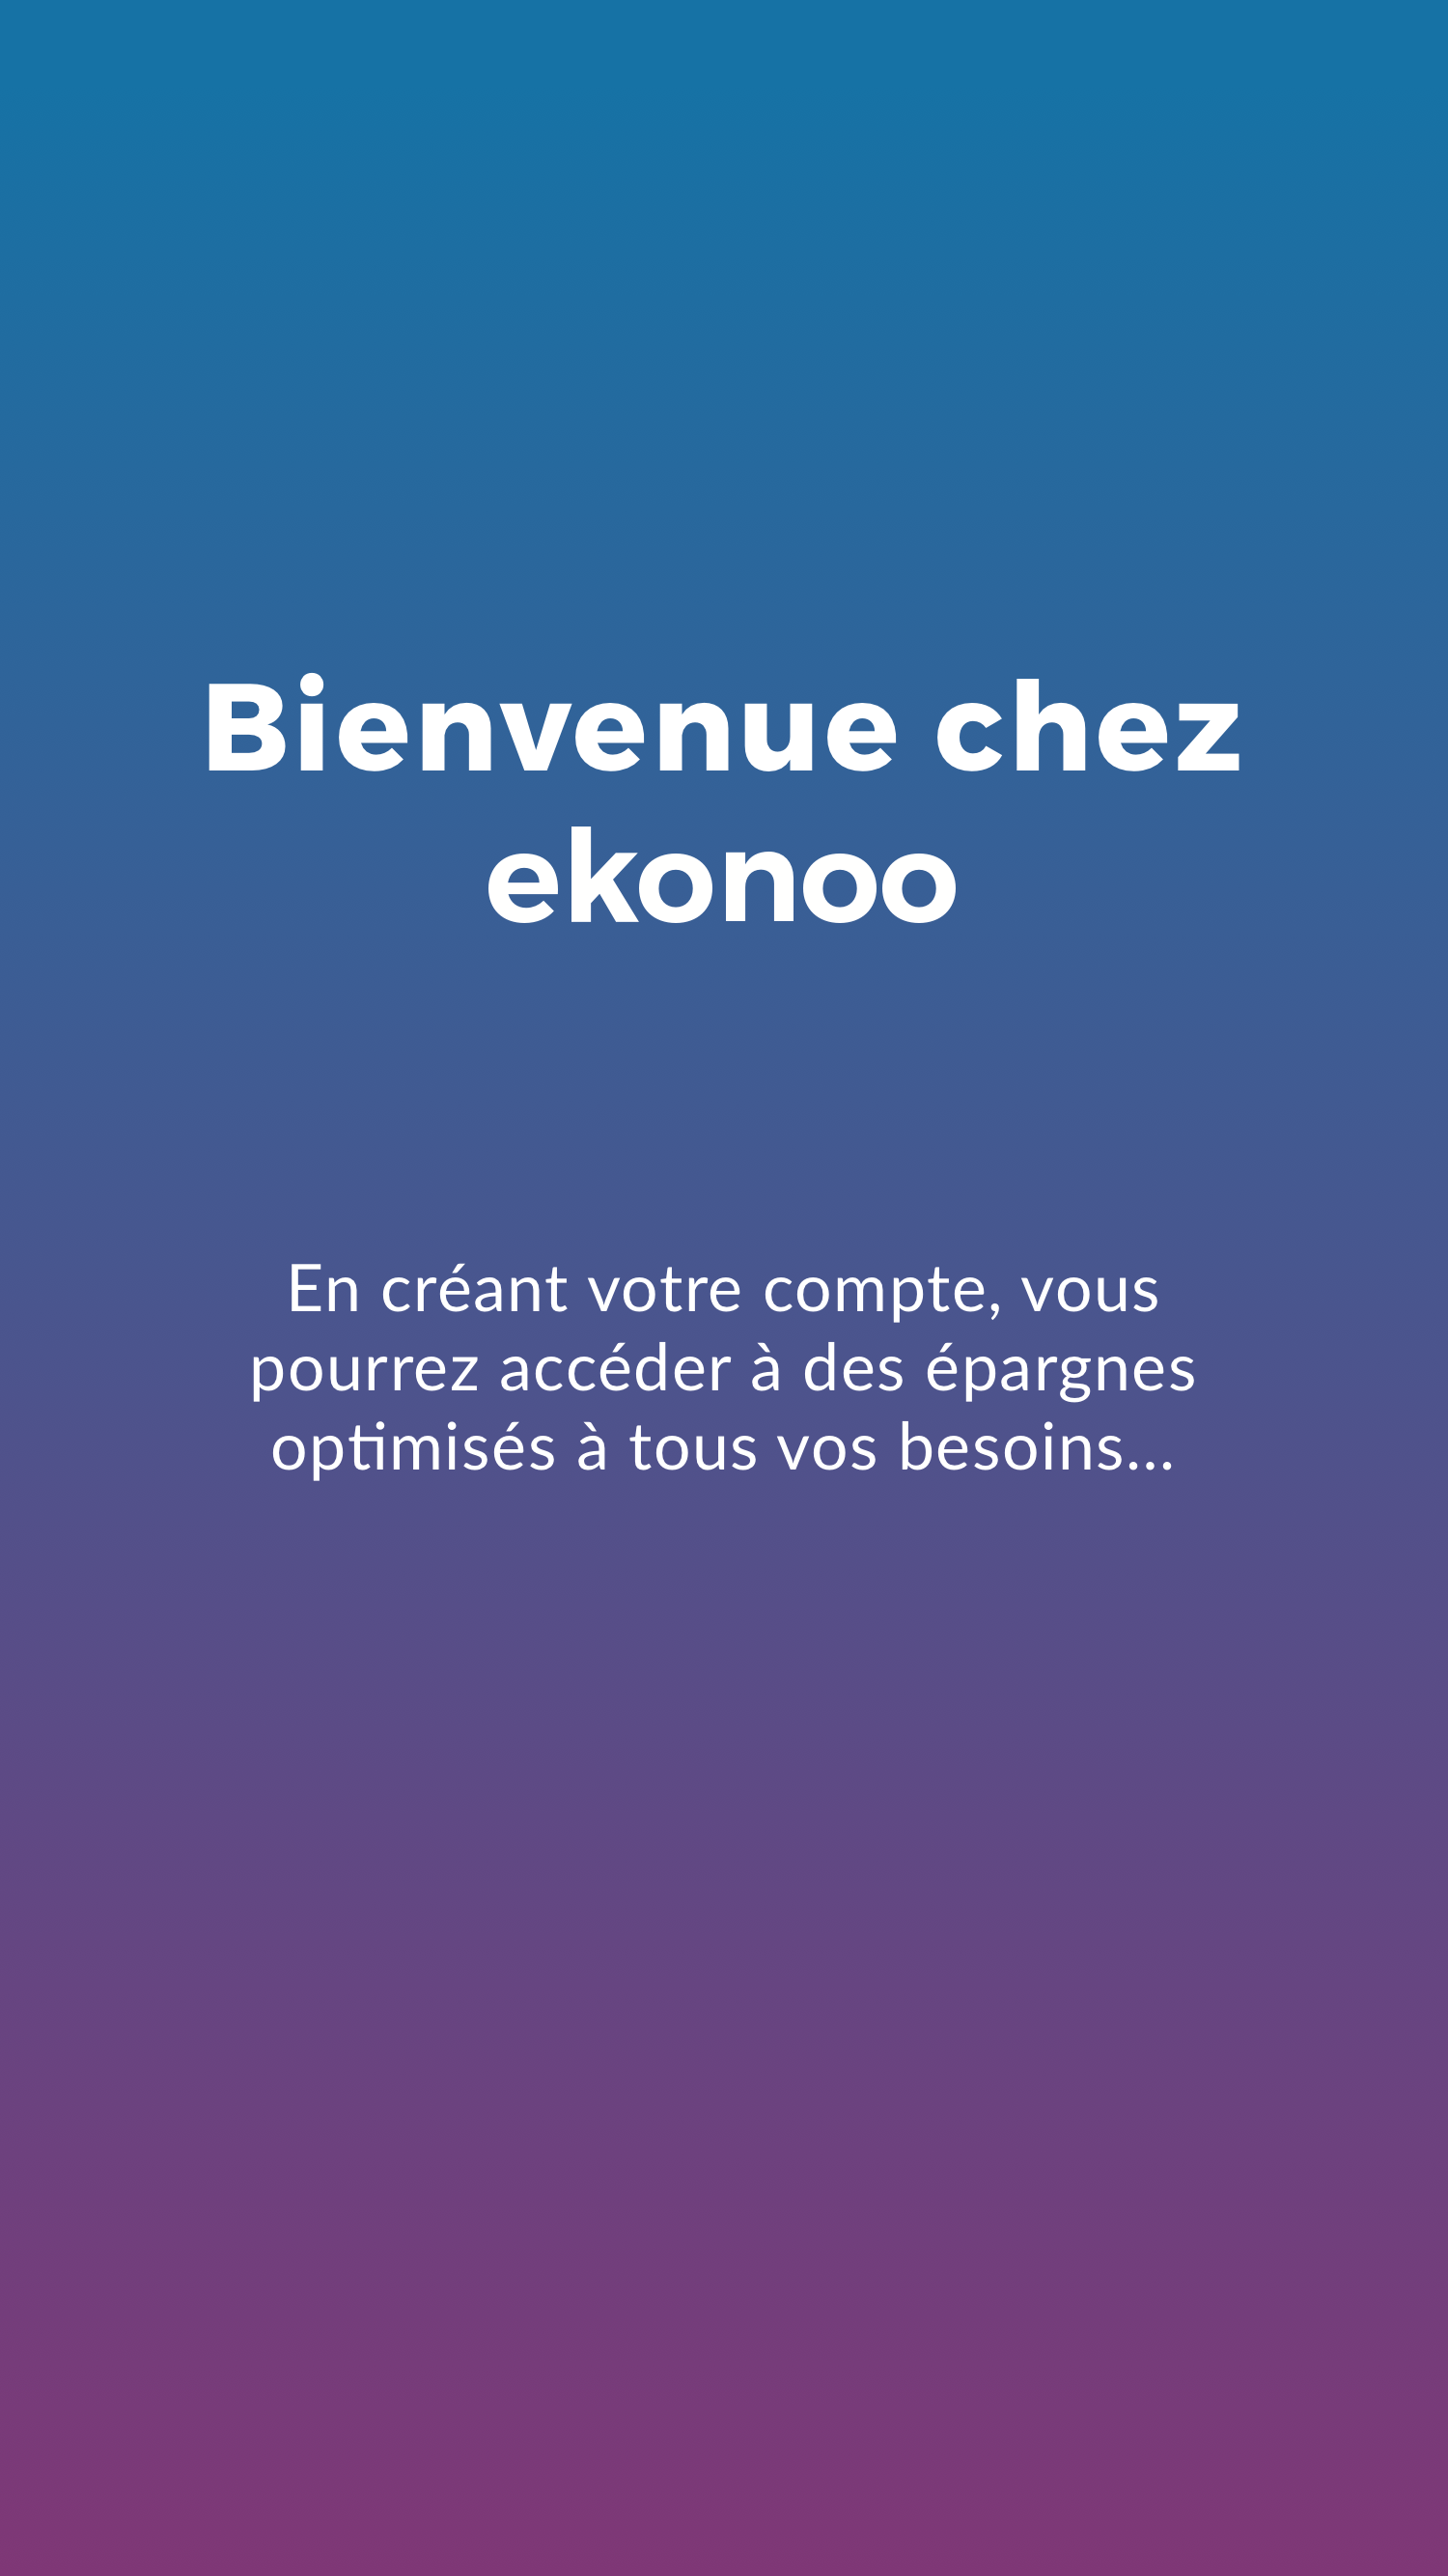 Bienvenue chez
ekonoo
En créant votre compte, vous
pourrez accéder à des épargnes
optimisés à tous vos besoins...